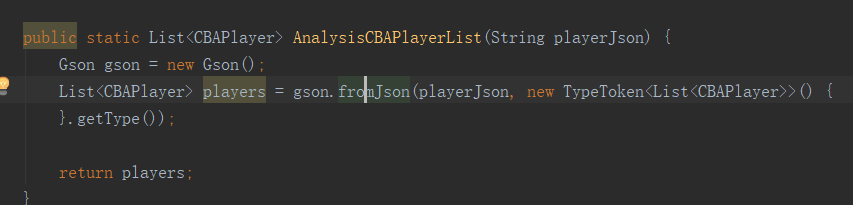 public static List<CBAPlayer> AnalysisCBAPlayerList(String playerJson) {
Gson gson = new Gson();
List<CBAPlayer> players = gson.fromJson(playerJson, new TypeToken<List<CBAPlayer>>() {
}.getType());
return players;
}